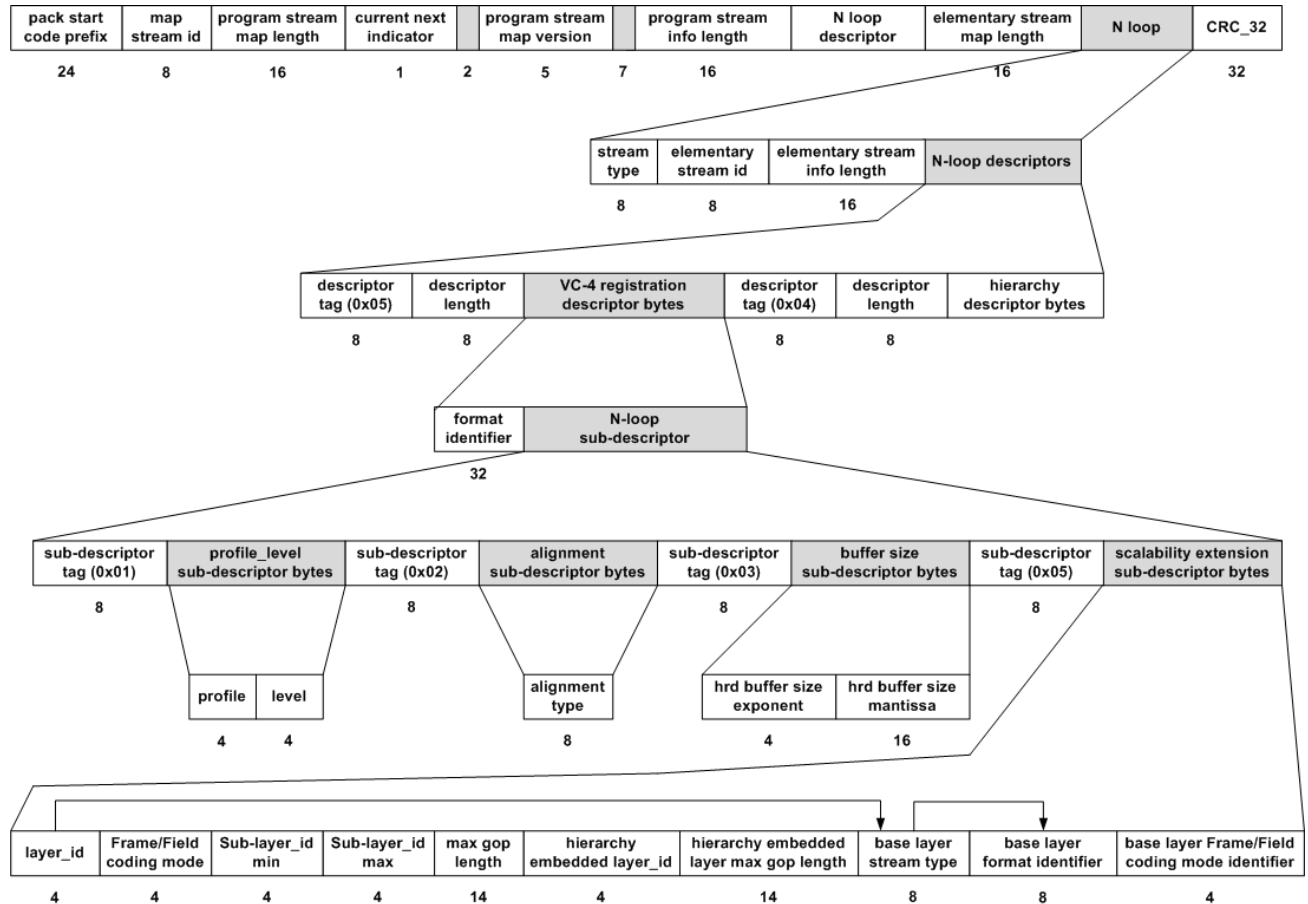 pack start
code prefix
map
stream id
program stream
map length
current next
indicator
program stream
map version
program stream
info length
N loop
descriptor
elementary stream
map length
N loop
CRC_32
24
8
16
1
2
5
7
16
16
32
stream
type
elementary
stream id
elementary stream
info length
N-loop descriptors
8
8
16
descriptor
tag (0x05)
descriptor
length
VC-4 registration
descriptor bytes
descriptor
tag (0x04)
descriptor
length
hierarchy
descriptor bytes
8
8
8
8
format
identifier
N-loop
sub-descriptor
32
sub-descriptor
tag (0x01)
profile_level
sub-descriptor bytes
sub-descriptor
tag (0x02)
alignment
sub-descriptor bytes
sub-descriptor
tag (0x03)
buffer size
sub-descriptor bytes
sub-descriptor
tag (0x05)
scalability extension
sub-descriptor bytes
8
8
8
8
profile
level
alignment
type
hrd buffer size
exponent
hrd buffer size
mantissa
4
4
8
4
16
layer_id
Frame/Field
coding mode
Sub-layer_id
min
Sub-layer_id
max
max gop
length
hierarchy
embedded layer_id
hierarchy embedded
layer max gop length
base layer
stream type
base layer
format identifier
base layer Frame/Field
coding mode identifier
4
4
4
4
14
4
14
8
8
4